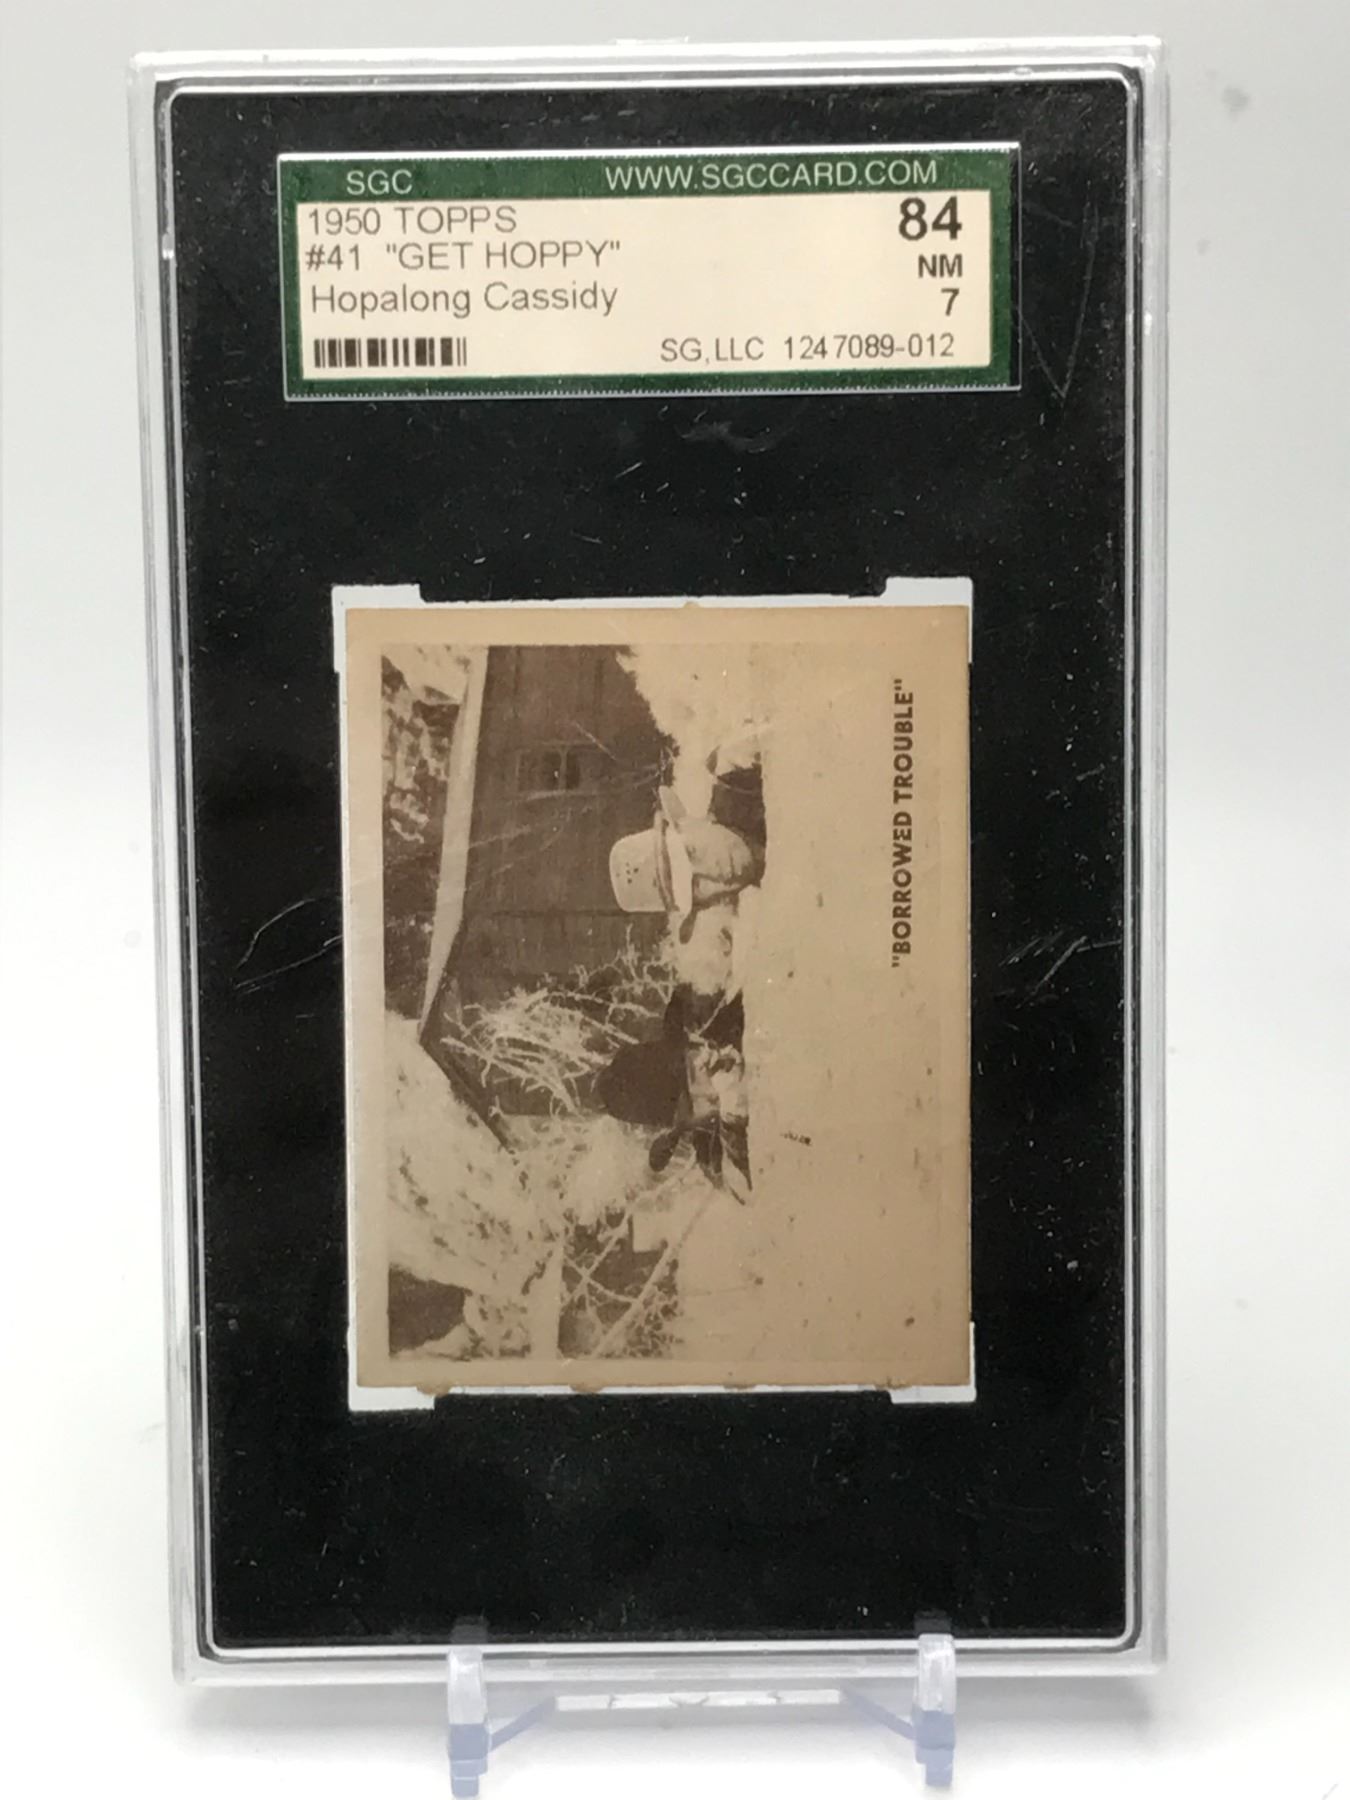 SGC WWW.SGCCARD.COM
1950 TOPPS 84
#41 "GET HOPPY" NM
Hopalong Cassidy 7
SG,LLC 1247089-012
"BORROWED TROUBLE"